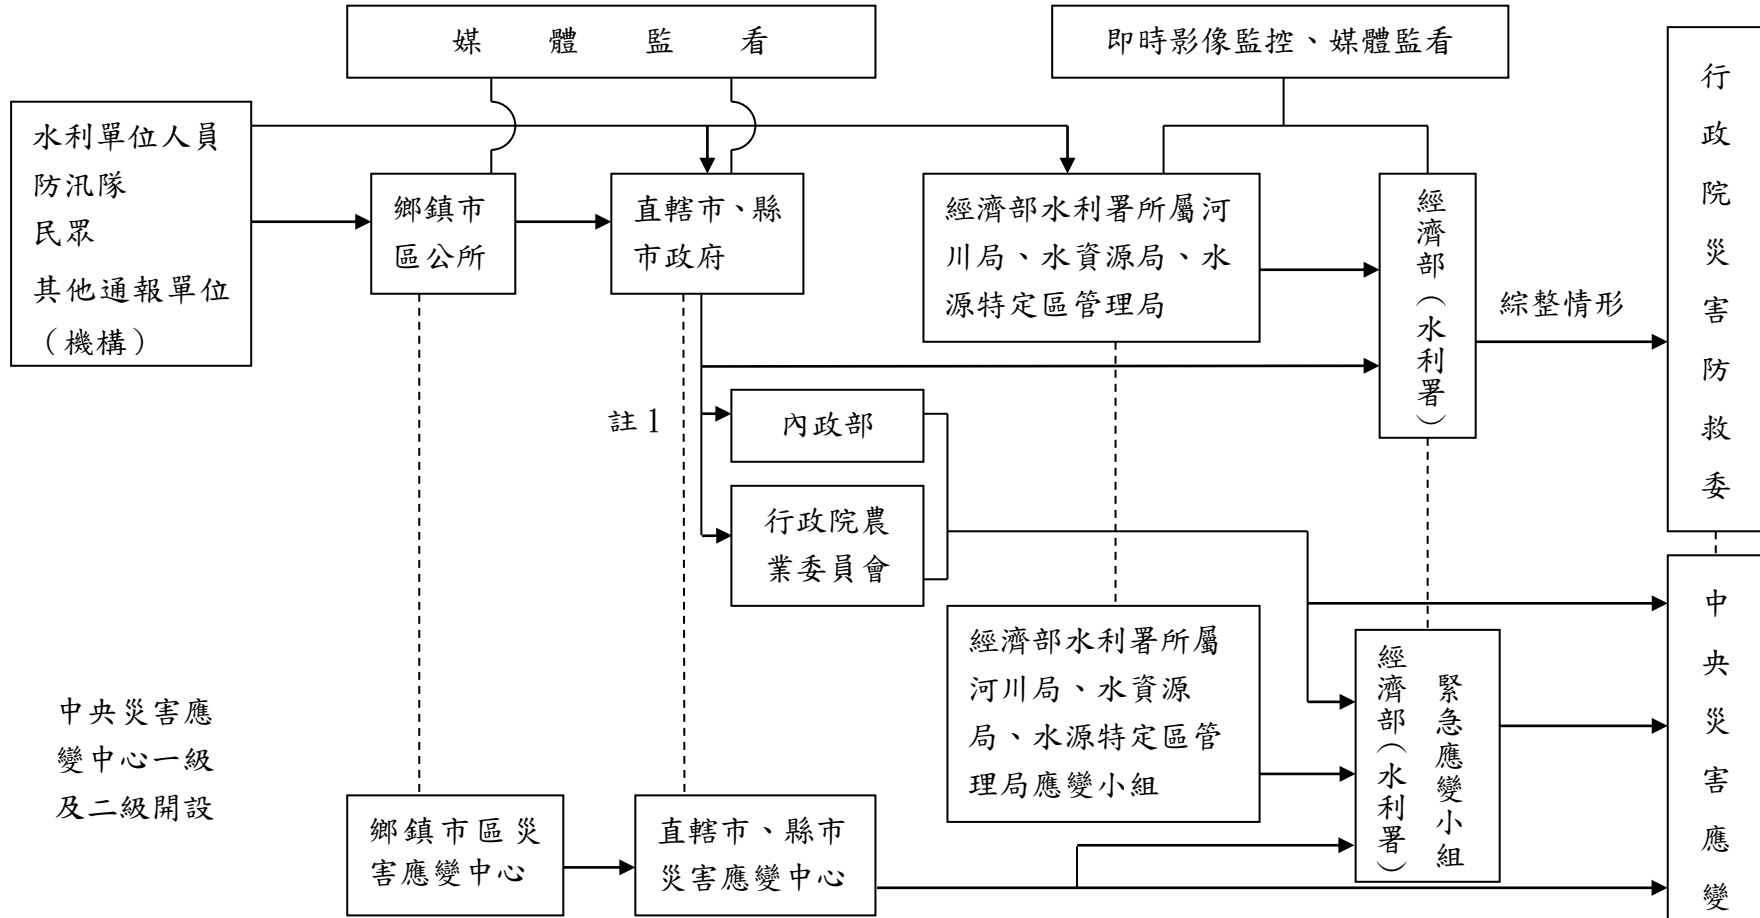 媒體監看
即時影像監控、媒體監看
行政院災害防救委
水利單位人員
防汛隊
民眾
其他通報單位
（機構）
鄉鎮市
區公所
直轄市、縣
市政府
經濟部水利署所屬河
川局、水資源局、水
源特定區管理局
經濟部（水利署）
綜整情形
註1
內政部
行政院農
業委員會
中央災害應
變中心一級
及二級開設
經濟部水利署所屬
河川局、水資源
局、水源特定區管
理局應變小組
經濟部（水利署）
緊急應變小組
中央災害應變
鄉鎮市區災
害應變中心
直轄市、縣市
災害應變中心